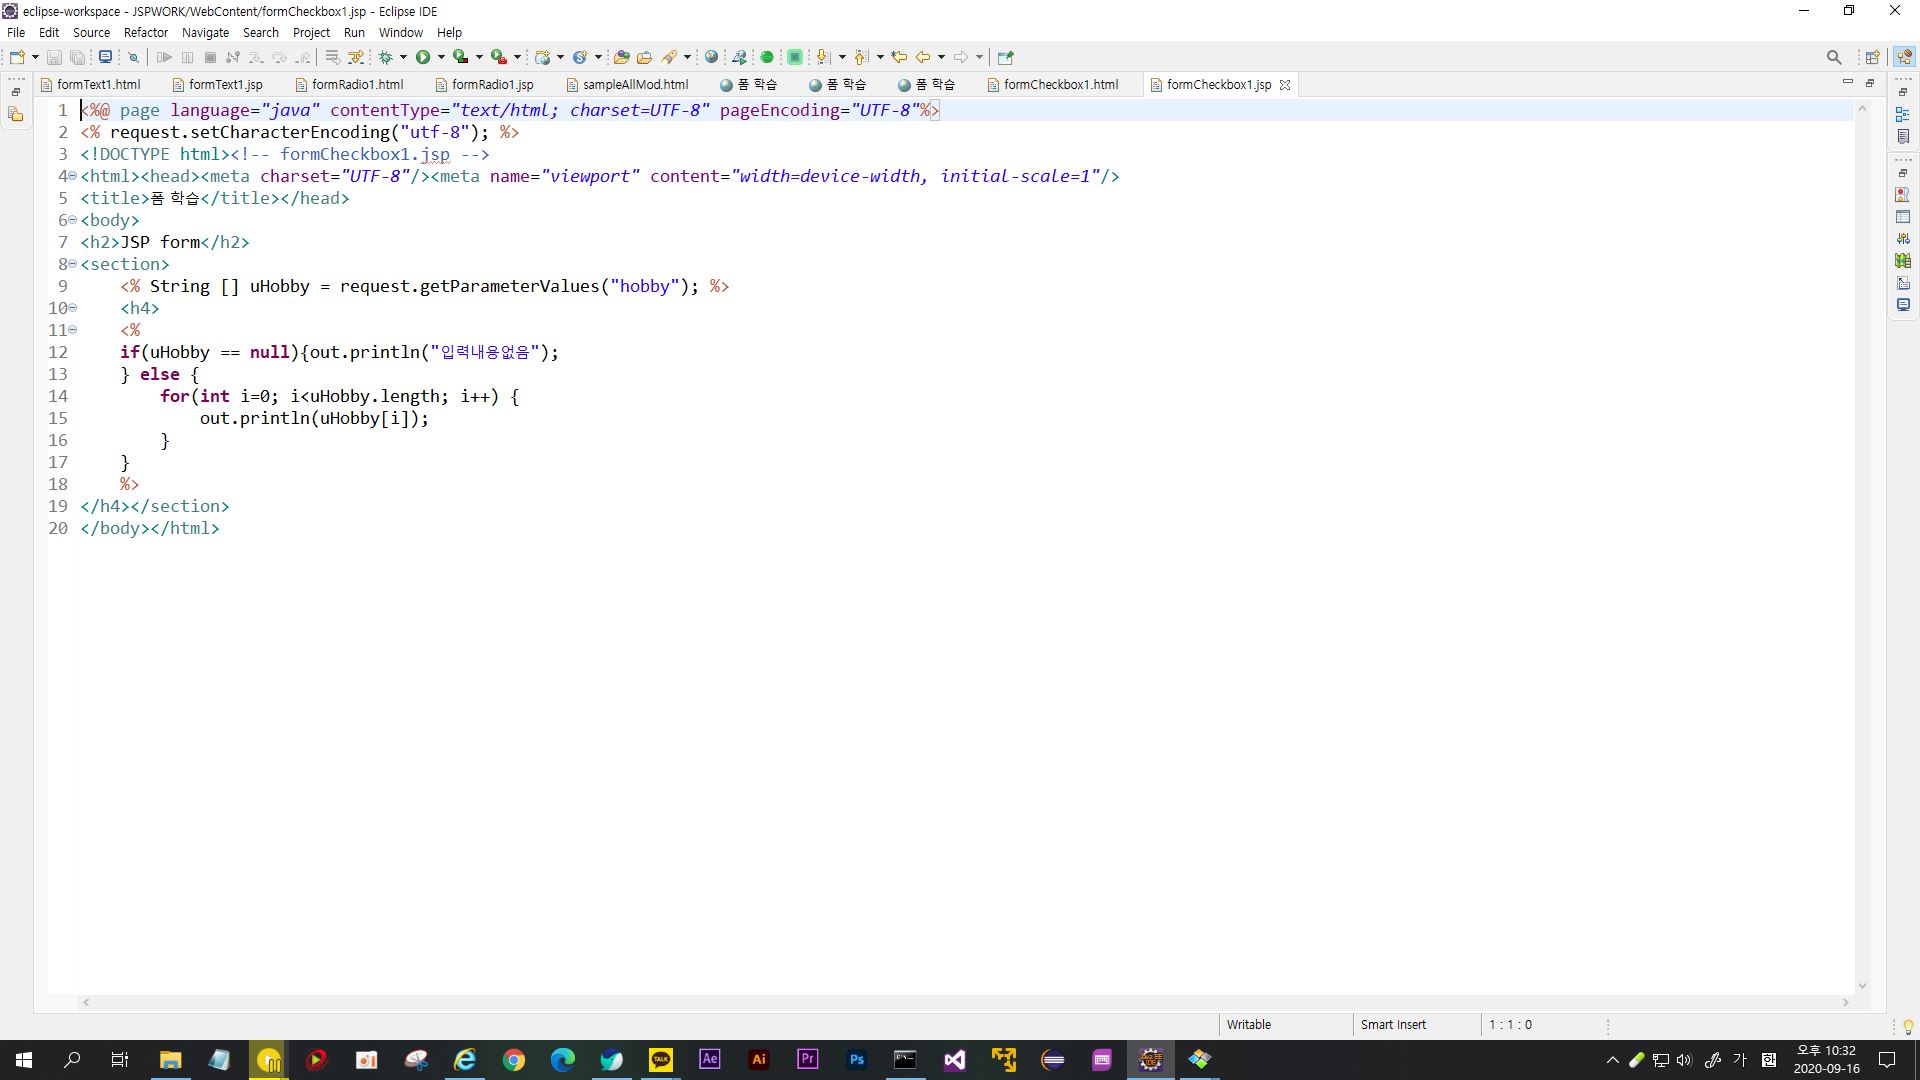 eclipse-workspace - JSPWORK/WebContent/formCheckbox1.jsp - Eclipse IDE
File Edit Source Refactor Navigate Search Project Run Window Help
formText1.html formText1.jsp formRadio1.html formRadio1.jsp sampleAllMod.html 폼 학습 폼 학습 폼 학습 formCheckbox1.html formCheckbox1.jsp
1 <%@ page language="java" contentType="text/html; charset=UTF-8" pageEncoding="UTF-8"%>
2 <% request.setCharacterEncoding("utf-8"); %>
3 <!DOCTYPE html><!-- formCheckbox1.jsp -->
4 <html><head><meta charset="UTF-8"/><meta name="viewport" content="width=device-width, initial-scale=1"/>
5 <title>폼 학습</title></head>
6 <body>
7 <h2>JSP form</h2>
8 <section>
9 <% String [] uHobby = request.getParameterValues("hobby"); %>
10 <h4>
11 <%
12 if(uHobby == null){out.println("입력내용없음");
13 } else {
14 for(int i=0; i<uHobby.length; i++) {
15 out.println(uHobby[i]);
16 }
17 }
18 %>
19 </h4></section>
20 </body></html>
Writable Smart Insert 1 : 1 : 0
TALK Ae Ai Pr Ps
가 오후 10:32
2020-09-16